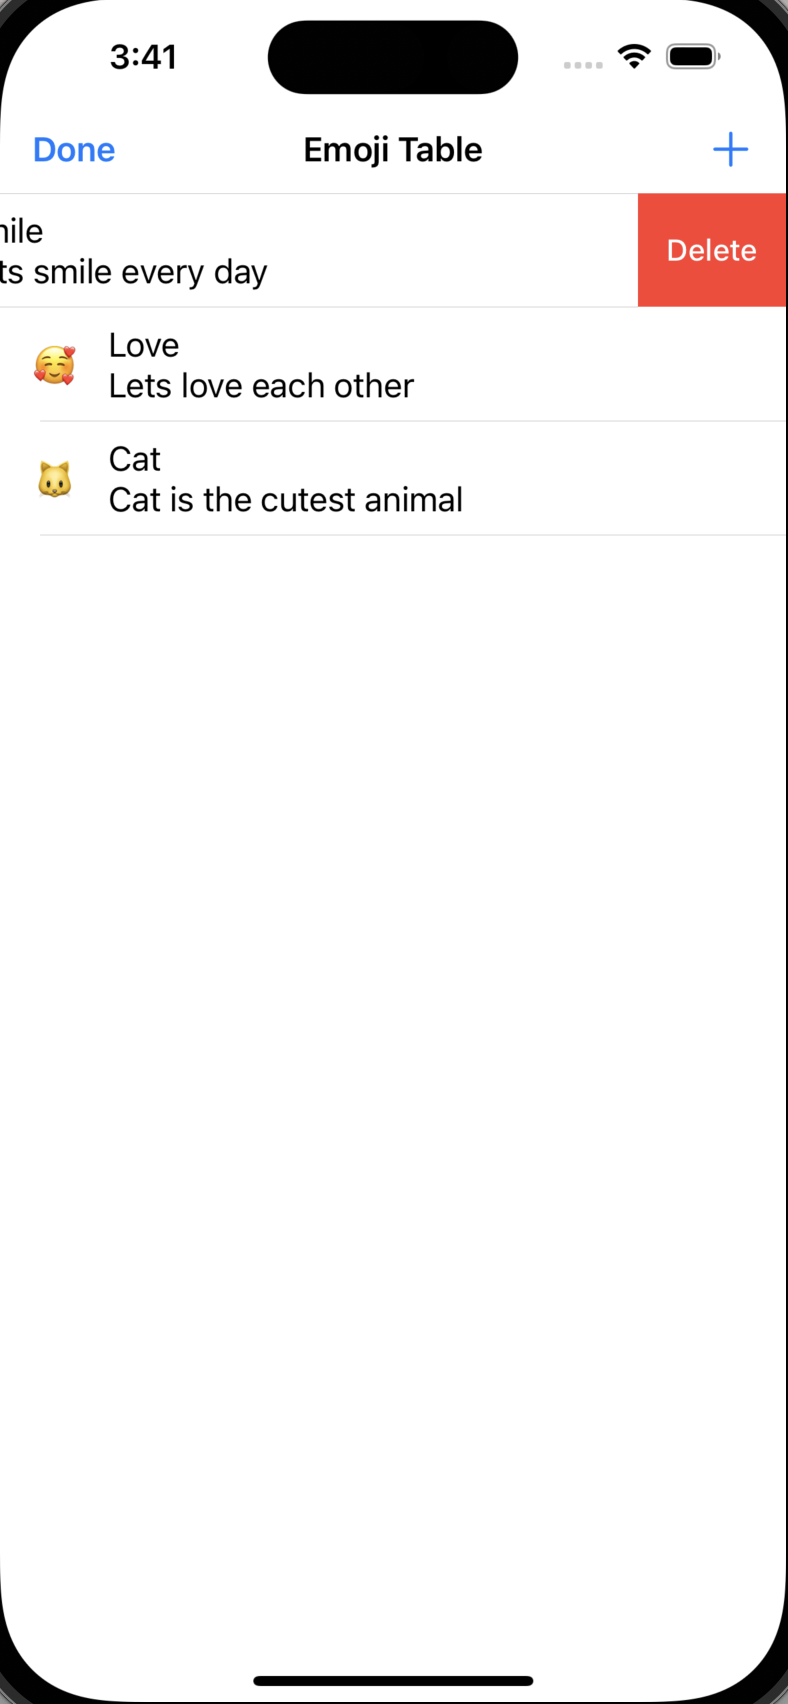 3:41
Done
Emoji Table
nile
ts smile every day
Delete
Love
Lets love each other
Cat
Cat is the cutest animal